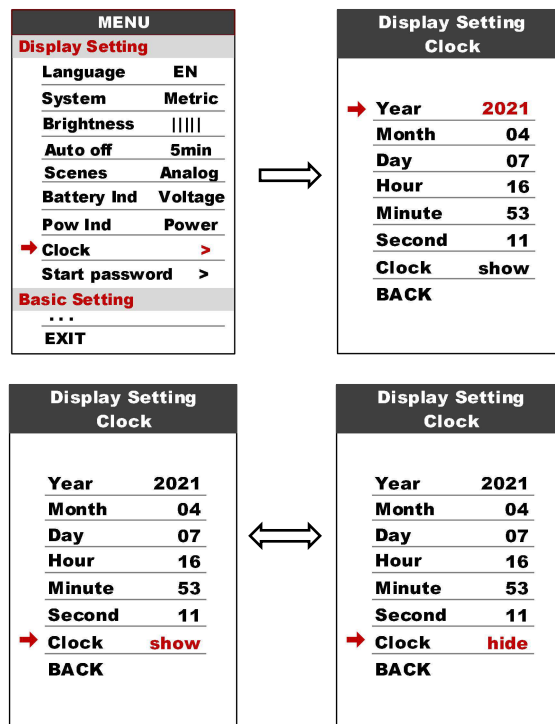 MENU
Display Setting
Language EN
System Metric
Brightness |||||
Auto off 5min
Scenes Analog
Battery Ind Voltage
Pow Ind Power
Clock >
Start password >
Basic Setting
...
EXIT
Display Setting
Clock
Year 2021
Month 04
Day 07
Hour 16
Minute 53
Second 11
Clock show
BACK
Display Setting
Clock
Year 2021
Month 04
Day 07
Hour 16
Minute 53
Second 11
Clock show
BACK
Display Setting
Clock
Year 2021
Month 04
Day 07
Hour 16
Minute 53
Second 11
Clock hide
BACK